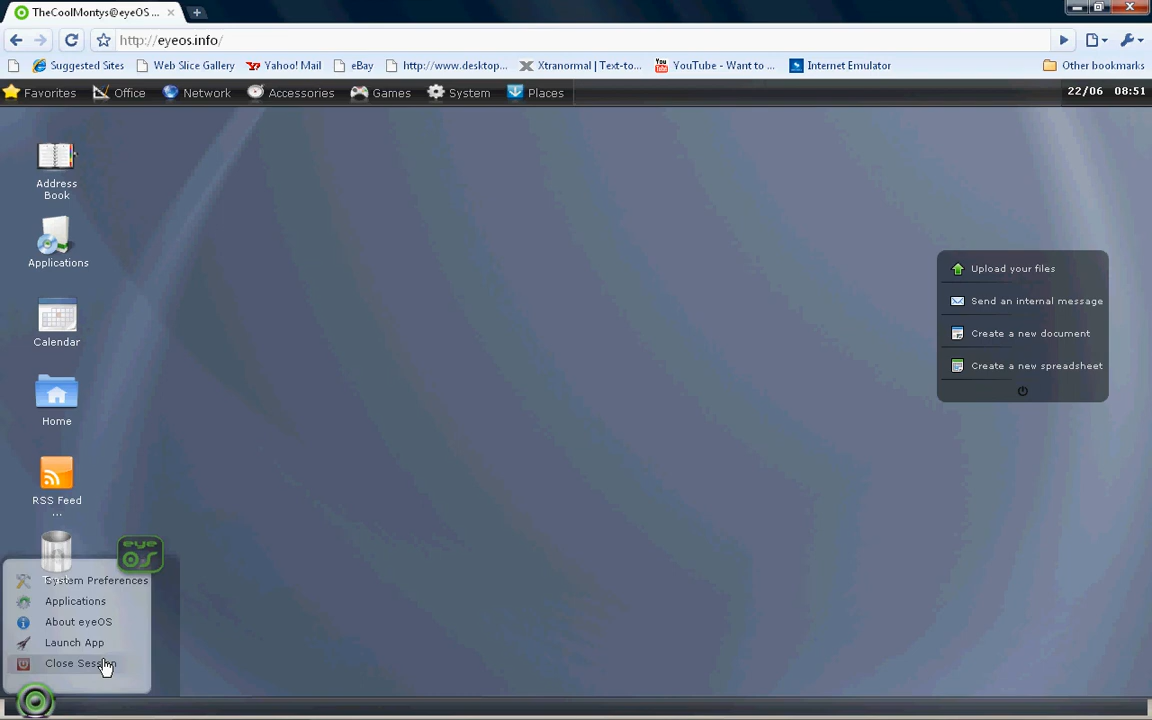 TheCoolMontys@eyeOS ...
http://eyeos.info/
Suggested Sites Web Slice Gallery Yahoo! Mail eBay http://www.desktop... Xtranormal | Text-to... YouTube - Want to ... Internet Emulator Other bookmarks
Favorites Office Network Accessories Games System Places 22/06 08:51
Address
Book
Applications
Calendar
Home
RSS Feed
...
Upload your files
Send an internal message
Create a new document
Create a new spreadsheet
eye
os
System Preferences
Applications
About eyeOS
Launch App
Close Session